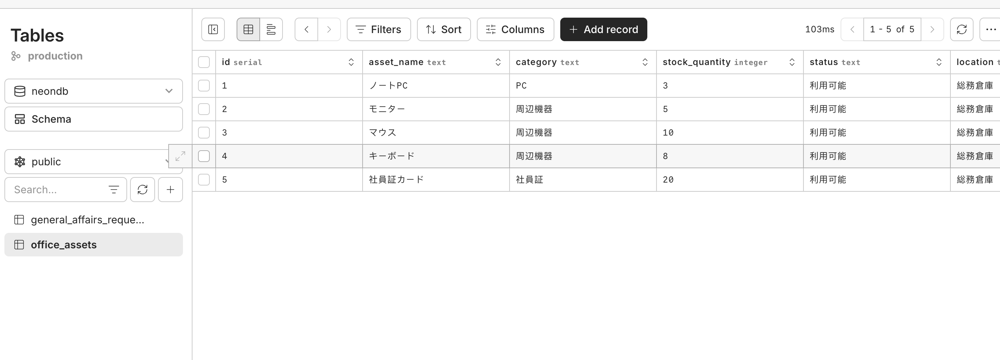 Tables
production
neondb
Schema
public
Search...
general_affairs_reque...
office_assets
Filters Sort Columns + Add record 103ms 1 - 5 of 5
id serial asset_name text category text stock_quantity integer status text location
1 ノートPC PC 3 利用可能 総務倉庫
2 モニター 周辺機器 5 利用可能 総務倉庫
3 マウス 周辺機器 10 利用可能 総務倉庫
4 キーボード 周辺機器 8 利用可能 総務倉庫
5 社員証カード 社員証 20 利用可能 総務倉庫